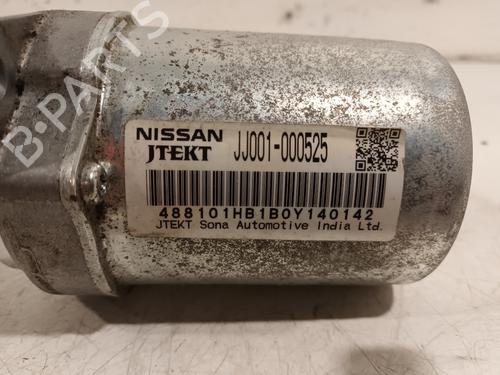 B-PARTS
NISSAN
JTEKT JJ001-000525
488101HB1B0Y140142
JTEKT Sona Automotive India Ltd.